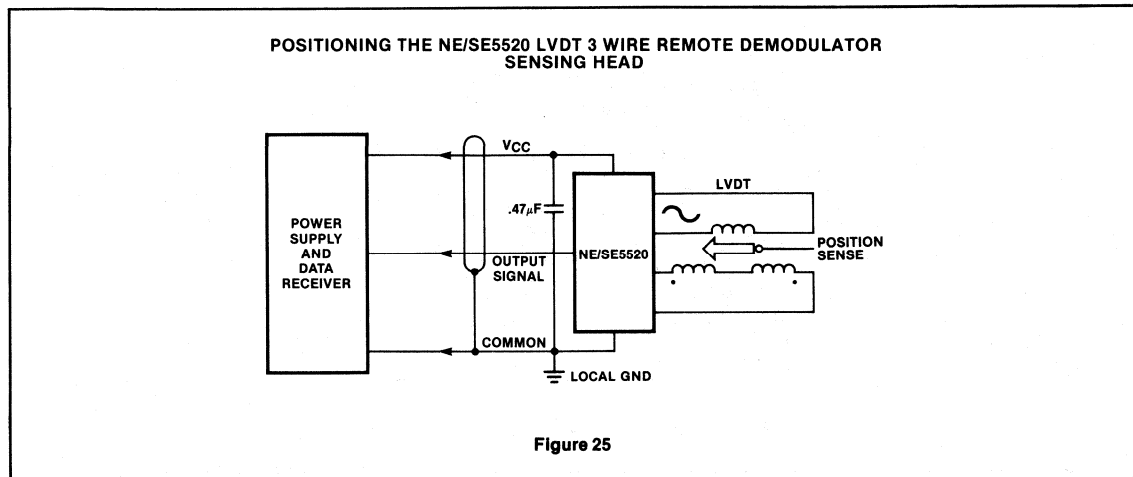 POSITIONING THE NE/SE5520 LVDT 3 WIRE REMOTE DEMODULATOR
SENSING HEAD
VCC
LVDT
.47μF
POWER
SUPPLY
AND
DATA
RECEIVER
OUTPUT
SIGNAL
NE/SE5520
POSITION
SENSE
COMMON
LOCAL GND
Figure 25